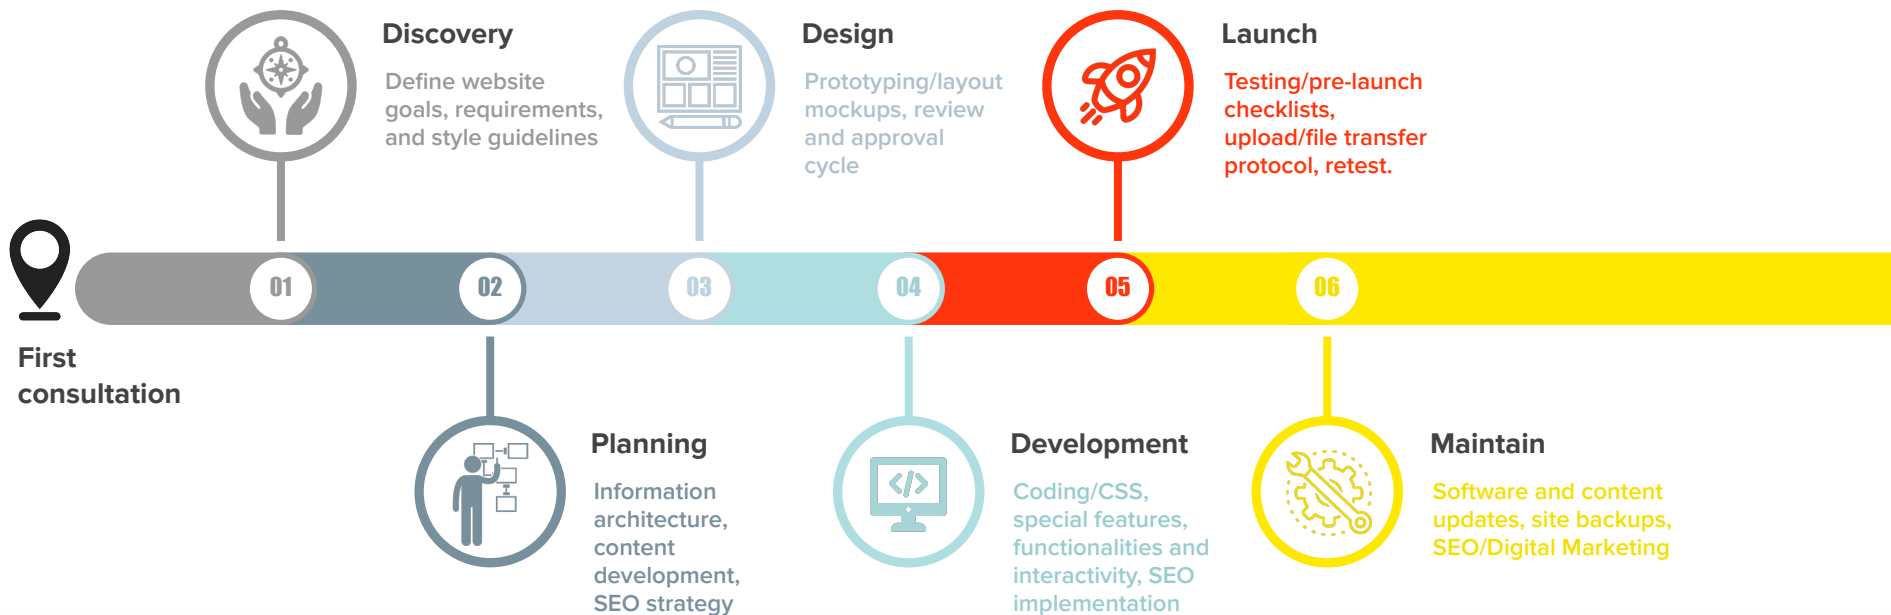 Discovery
Define website
goals, requirements,
and style guidelines
Design
Prototyping/layout
mockups, review
and approval
cycle
Launch
Testing/pre-launch
checklists,
upload/file transfer
protocol, retest.
01
02
03
04
05
06
First
consultation
Planning
Information
architecture,
content
development,
SEO strategy
</>
Development
Coding/CSS,
special features,
functionalities and
interactivity, SEO
implementation
Maintain
Software and content
updates, site backups,
SEO/Digital Marketing